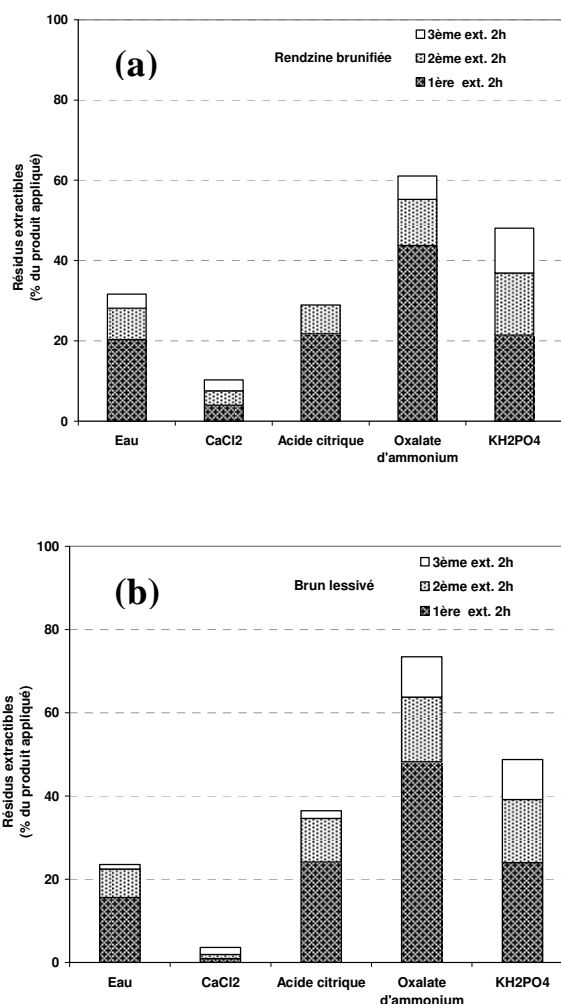 100
80
60
40
20
0
Résidus extractibles
(% du produit appliqué)
(a)
Rendzine brunifiée
3ème ext. 2h
2ème ext. 2h
1ère ext. 2h
Eau
CaCl2
Acide citrique
Oxalate
d'ammonium
KH2PO4
100
80
60
40
20
0
Résidus extractibles
(% du produit appliqué)
(b)
Brun lessivé
3ème ext. 2h
2ème ext. 2h
1ère ext. 2h
Eau
CaCl2
Acide citrique
Oxalate
d'ammonium
KH2PO4